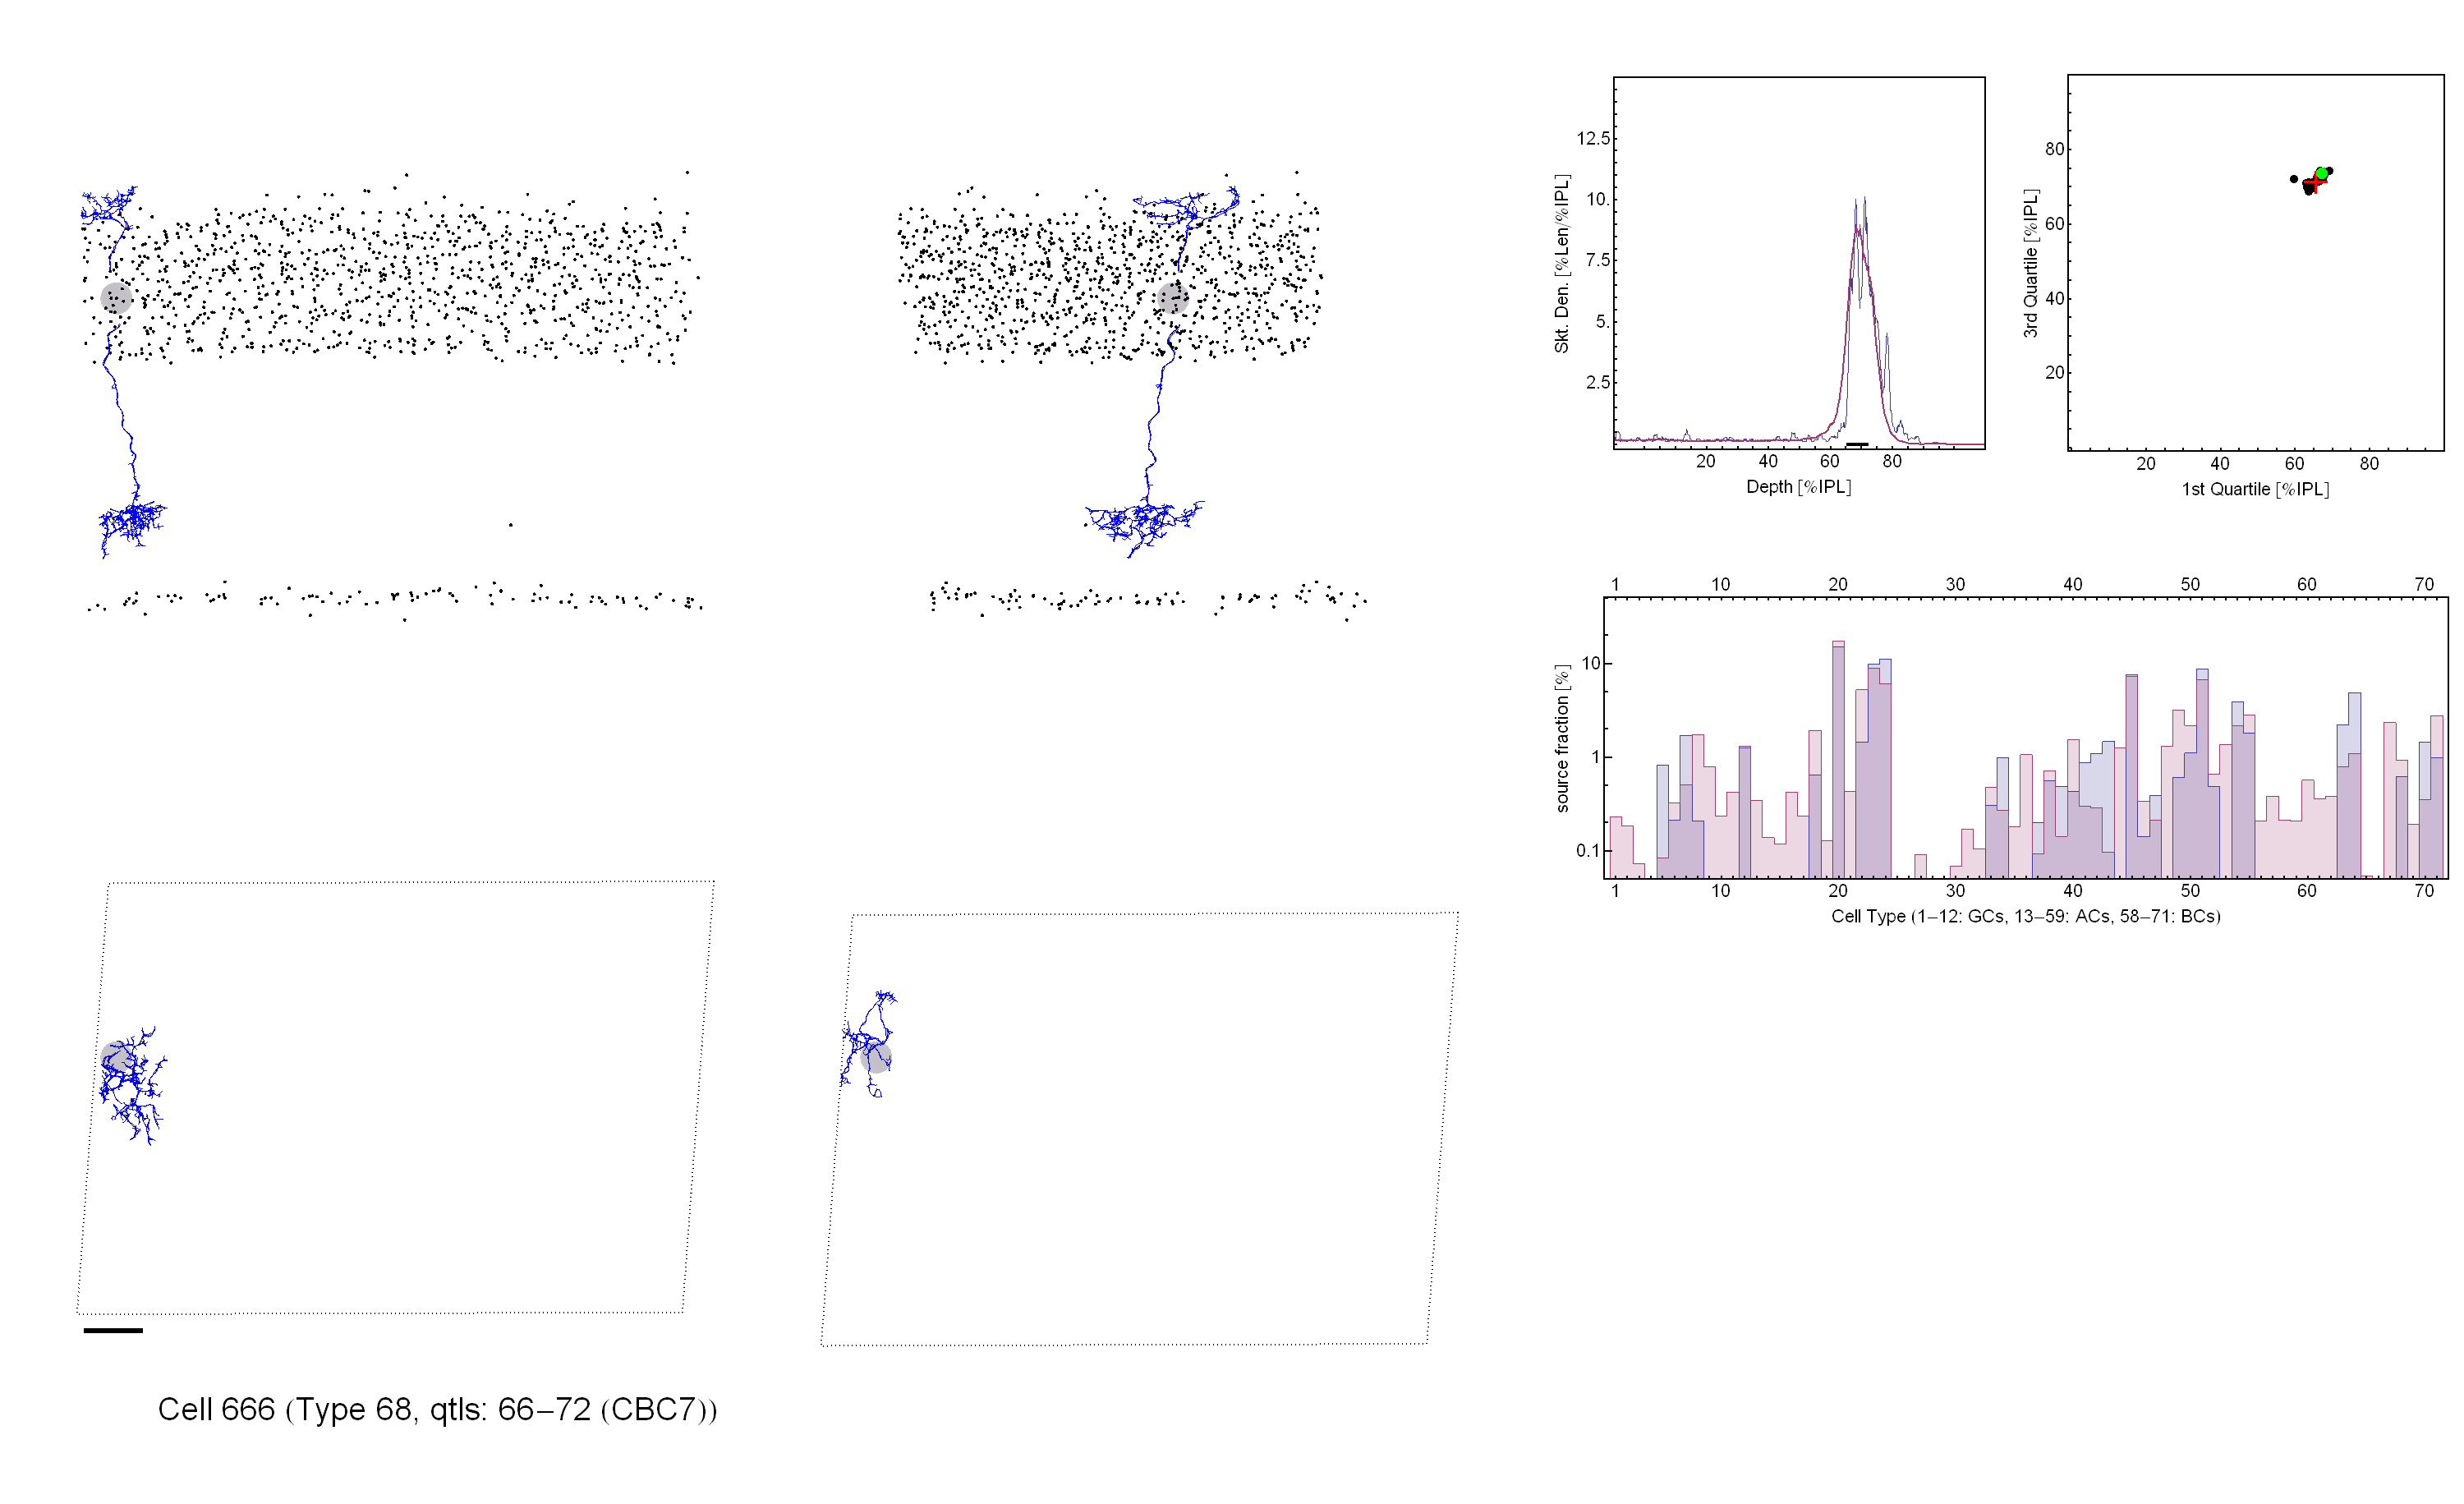 12.5
10.
7.5
5.
2.5
Skt. Den. [%Len/%IPL]
20 40 60 80
Depth [%IPL]
80
60
40
20
3rd Quartile [%IPL]
20 40 60 80
1st Quartile [%IPL]
1 10 20 30 40 50 60 70
10
1
0.1
source fraction [%]
1 10 20 30 40 50 60 70
Cell Type (1–12: GCs, 13–59: ACs, 58–71: BCs)
Cell 666 (Type 68, qtls: 66–72 (CBC7))